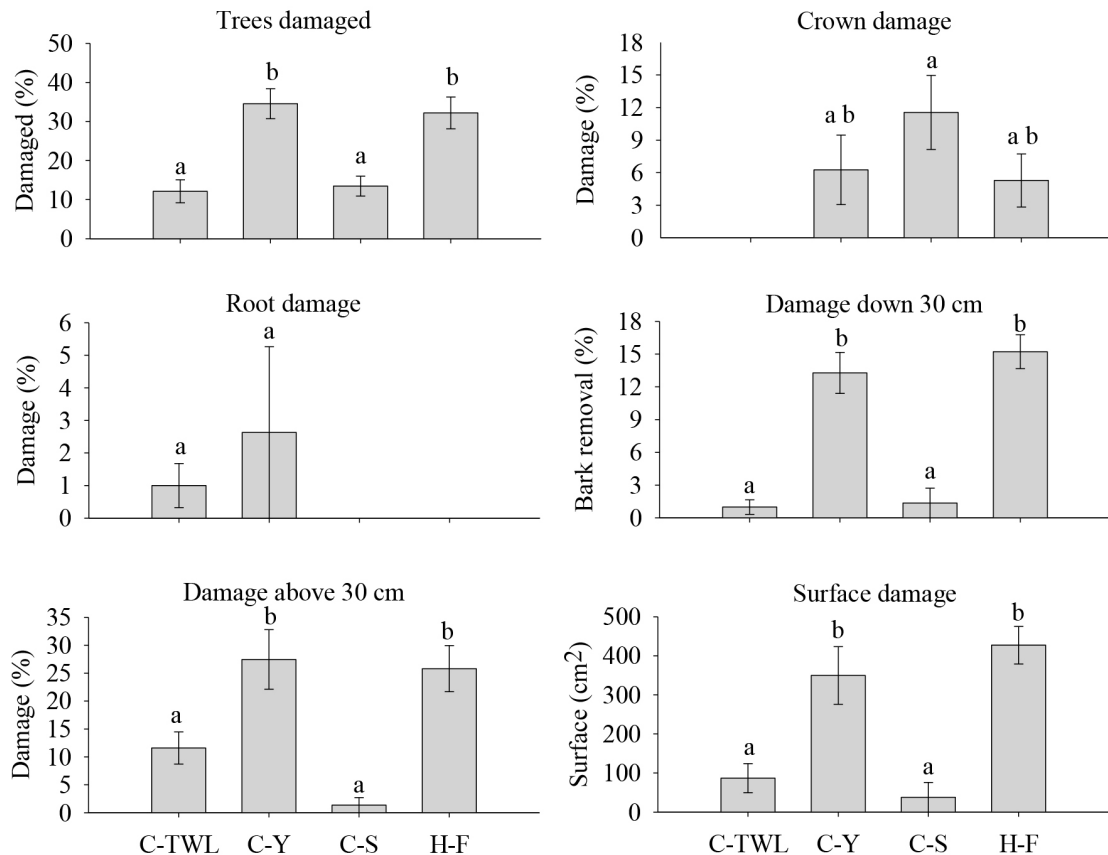 Trees damaged
Damaged (%)
50
40
30
20
10
0
a
b
a
b
Crown damage
Damage (%)
18
15
12
9
6
3
0
a b
a
a b
Root damage
Damage (%)
6
5
4
3
2
1
0
a
a
Damage down 30 cm
Bark removal (%)
18
15
12
9
6
3
0
a
b
a
b
Damage above 30 cm
Damage (%)
35
30
25
20
15
10
5
0
a
b
a
b
C-TWL C-Y C-S H-F
Surface damage
Surface (cm²)
500
400
300
200
100
0
a
b
a
b
C-TWL C-Y C-S H-F